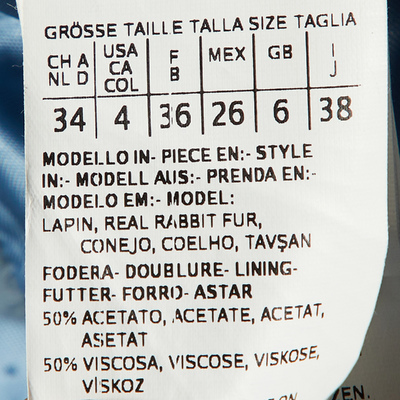 GRÖSSE TAILLE TALLA SIZE TAGLIA
CH A NL D | USA CA COL | F B | MEX | GB | I J
34 | 4 | 36 | 26 | 6 | 38
MODELLO IN- PIECE EN:- STYLE
IN:- MODELL AUS:- PRENDA EN:-
MODELO EM:- MODEL:
LAPIN, REAL RABBIT FUR,
CONEJO, COELHO, TAVŞAN
FODERA- DOUBLURE- LINING-
FUTTER- FORRO- ASTAR
50% ACETATO, ACETATE, ACETAT,
ASETAT
50% VISCOSA, VISCOSE, VISKOSE,
VİSKOZ